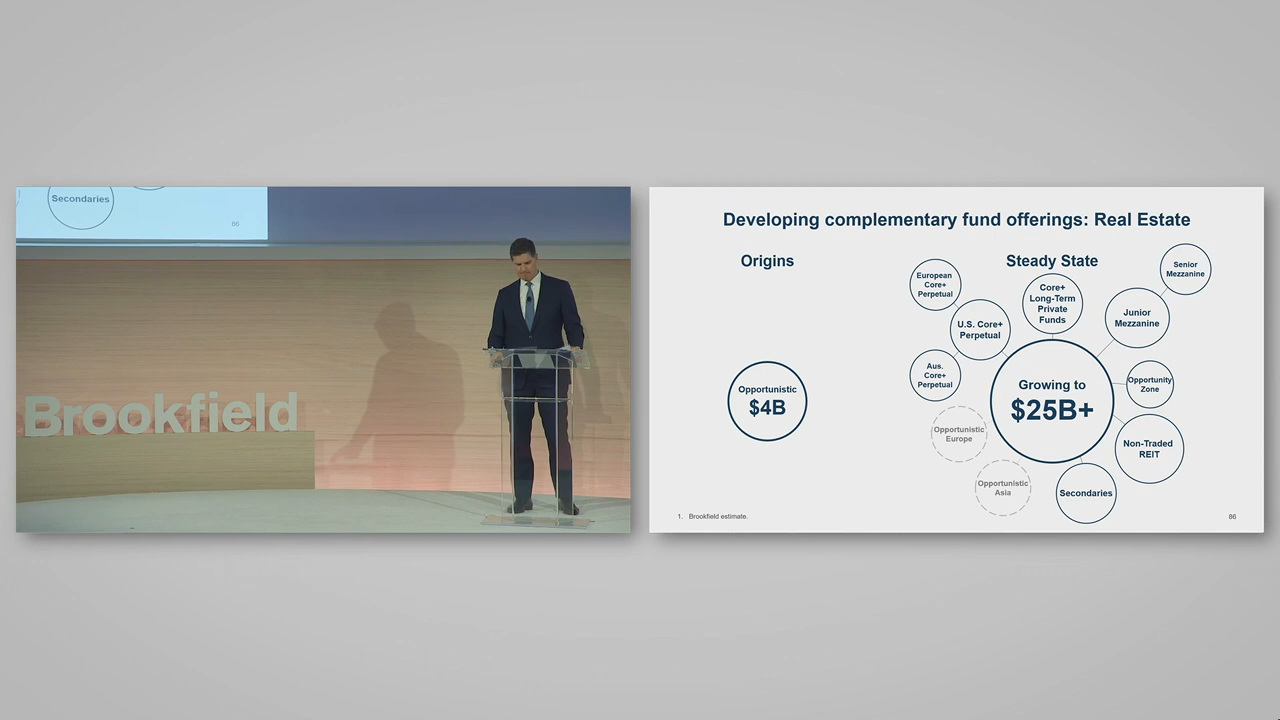 Secondaries
86
Brookfield
Developing complementary fund offerings: Real Estate
Origins
Steady State
Opportunistic
$4B
European
Core+
Perpetual
U.S. Core+
Perpetual
Aus.
Core+
Perpetual
Core+
Long-Term
Private
Funds
Junior
Mezzanine
Senior
Mezzanine
Growing to
$25B+
Opportunity
Zone
Non-Traded
REIT
Secondaries
Opportunistic
Europe
Opportunistic
Asia
1. Brookfield estimate.
86